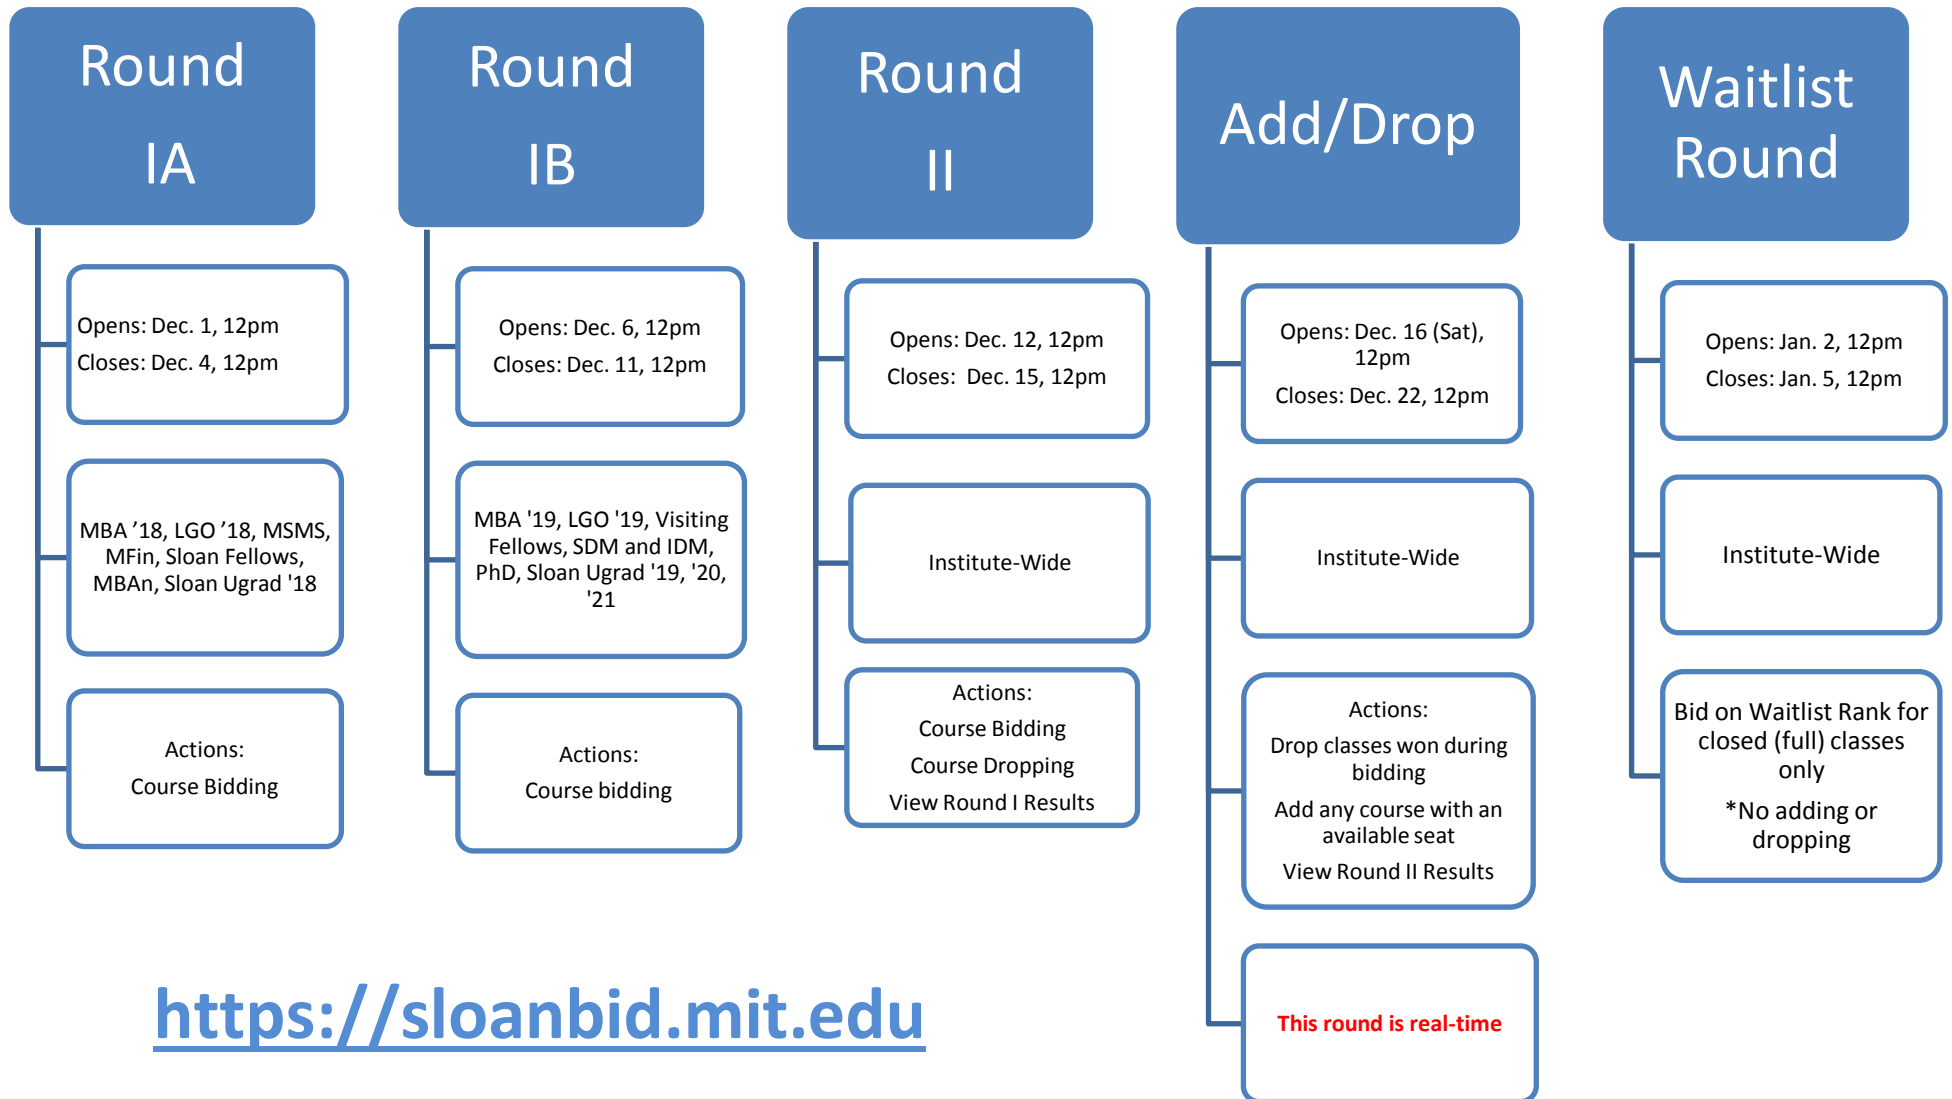 Round
IA
Opens: Dec. 1, 12pm
Closes: Dec. 4, 12pm
MBA ’18, LGO ’18, MSMS,
MFin, Sloan Fellows,
MBAn, Sloan Ugrad '18
Actions:
Course Bidding
Round
IB
Opens: Dec. 6, 12pm
Closes: Dec. 11, 12pm
MBA '19, LGO '19, Visiting
Fellows, SDM and IDM,
PhD, Sloan Ugrad '19, '20,
'21
Actions:
Course bidding
Round
II
Opens: Dec. 12, 12pm
Closes:  Dec. 15, 12pm
Institute-Wide
Actions:
Course Bidding
Course Dropping
View Round I Results
Add/Drop
Opens: Dec. 16 (Sat),
12pm
Closes: Dec. 22, 12pm
Institute-Wide
Actions:
Drop classes won during
bidding
Add any course with an
available seat
View Round II Results
This round is real-time
Waitlist
Round
Opens: Jan. 2, 12pm
Closes: Jan. 5, 12pm
Institute-Wide
Bid on Waitlist Rank for
closed (full) classes
only
*No adding or
dropping
https://sloanbid.mit.edu